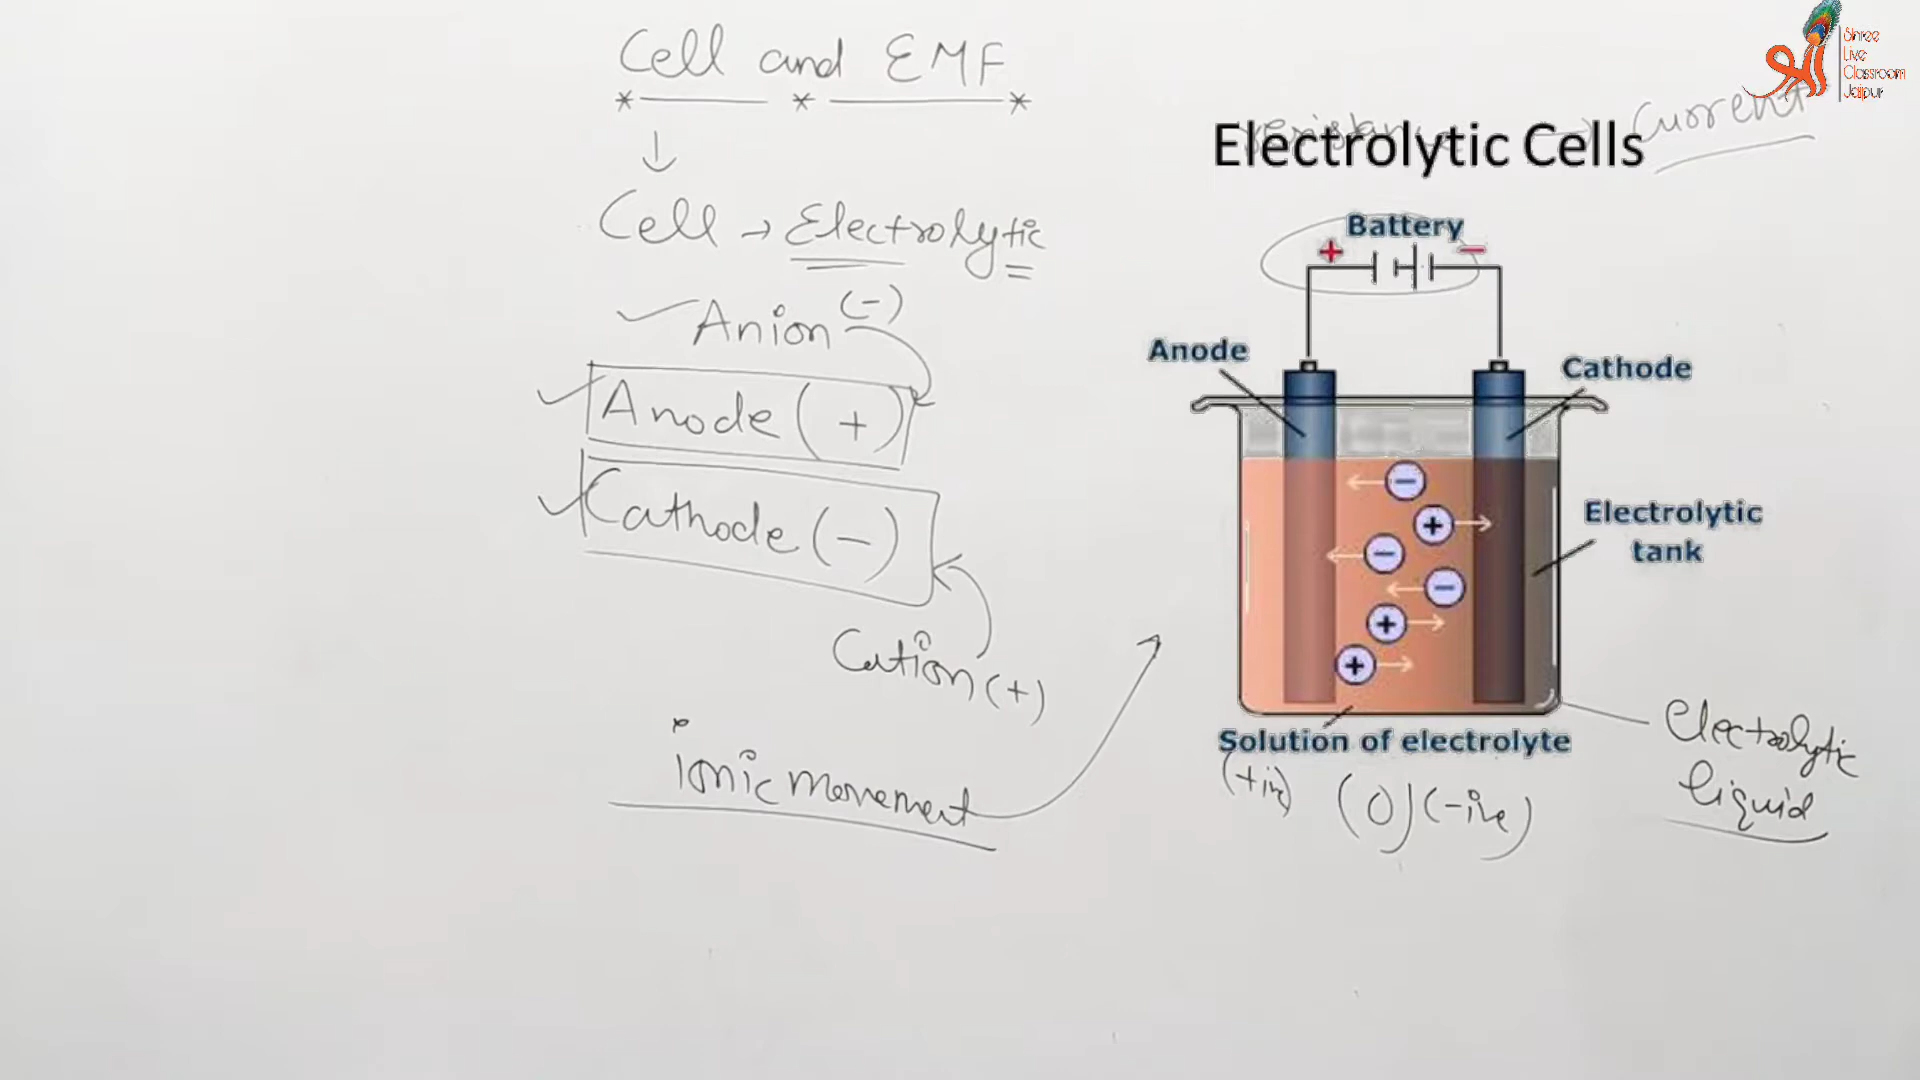 Cell and EMF
Cell → Electrolytic
Anion (-)
Anode (+)
Cathode (-)
Cation (+)
ionic movement
Shree
Live
Classroom
Jaipur
resistance → Current
Electrolytic Cells
Battery
+ −
Anode
Cathode
Electrolytic
tank
Solution of electrolyte
(+ive) (0) (-ive)
Electrolytic
liquid